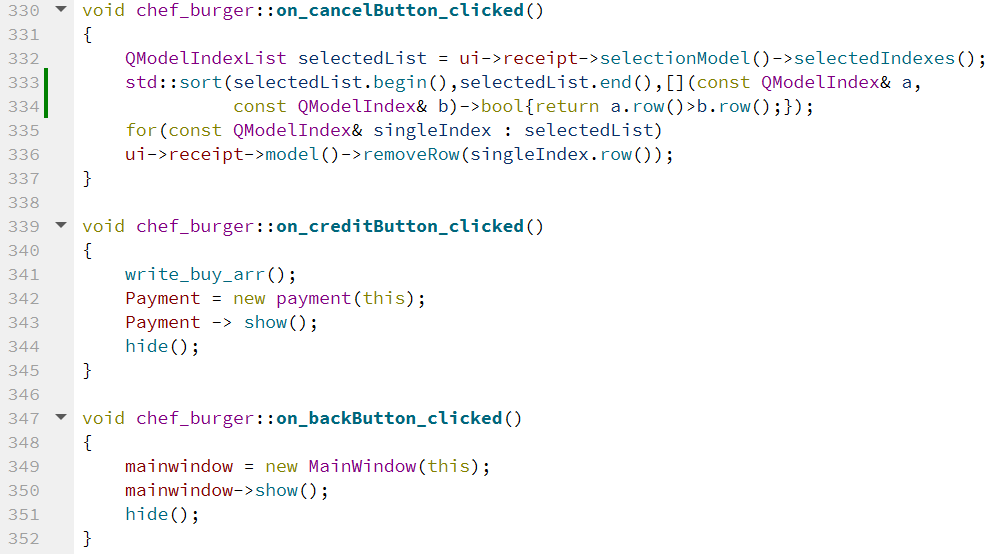 330 void chef_burger::on_cancelButton_clicked()
331 {
332 QModelIndexList selectedList = ui->receipt->selectionModel()->selectedIndexes();
333 std::sort(selectedList.begin(),selectedList.end(),[](const QModelIndex& a,
334 const QModelIndex& b)->bool{return a.row()>b.row();});
335 for(const QModelIndex& singleIndex : selectedList)
336 ui->receipt->model()->removeRow(singleIndex.row());
337 }
338
339 void chef_burger::on_creditButton_clicked()
340 {
341 write_buy_arr();
342 Payment = new payment(this);
343 Payment -> show();
344 hide();
345 }
346
347 void chef_burger::on_backButton_clicked()
348 {
349 mainwindow = new MainWindow(this);
350 mainwindow->show();
351 hide();
352 }